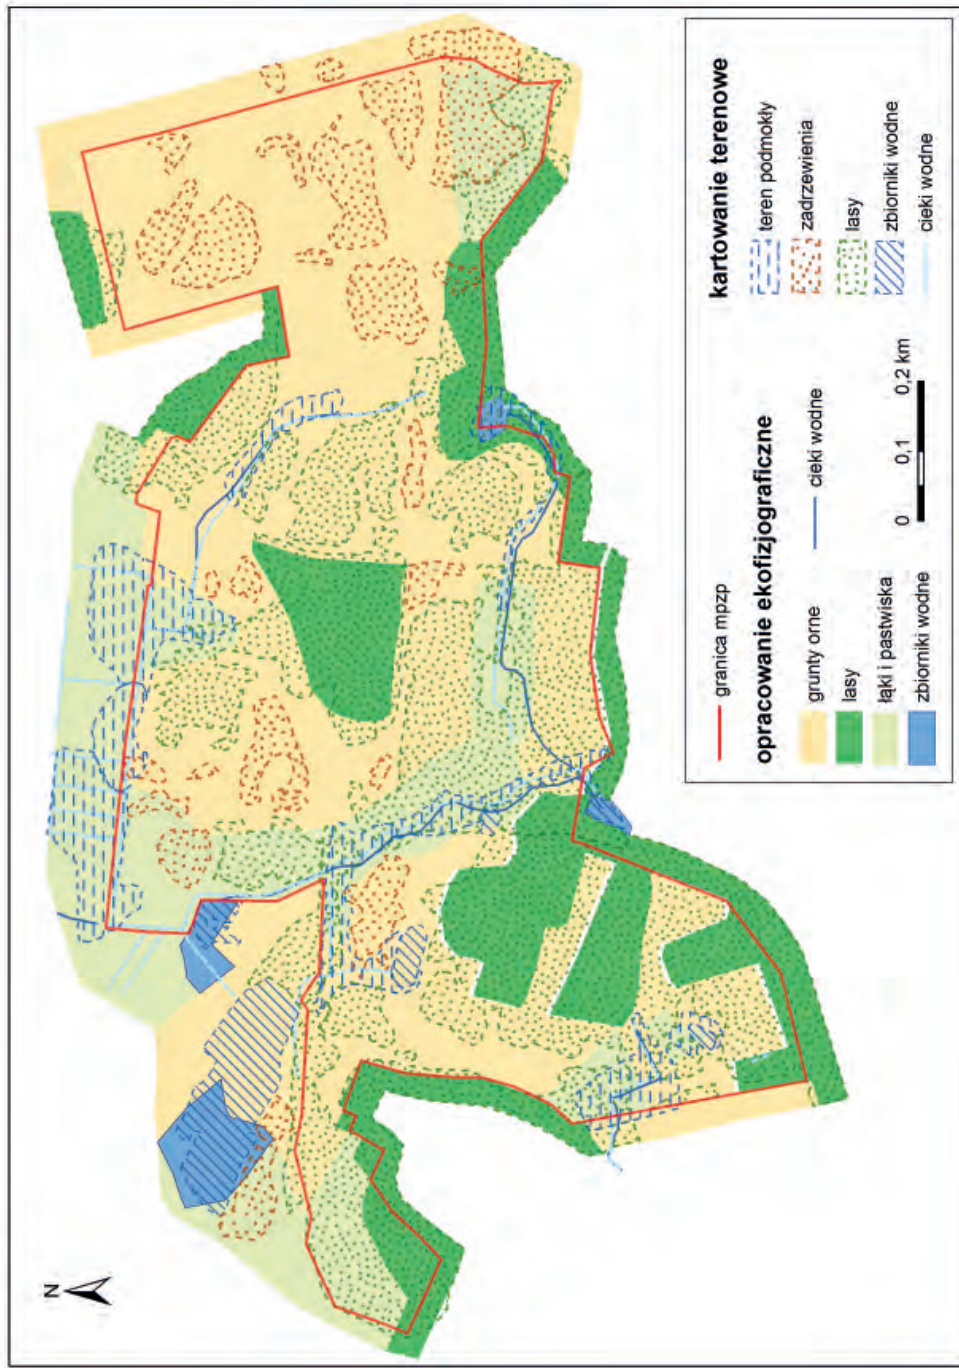 N
granica mpzp
opracowanie ekofizjograficzne
grunty orne
lasy
łąki i pastwiska
zbiorniki wodne
cieki wodne
0 0,1 0,2 km
kartowanie terenowe
teren podmokły
zadrzewienia
lasy
zbiorniki wodne
cieki wodne